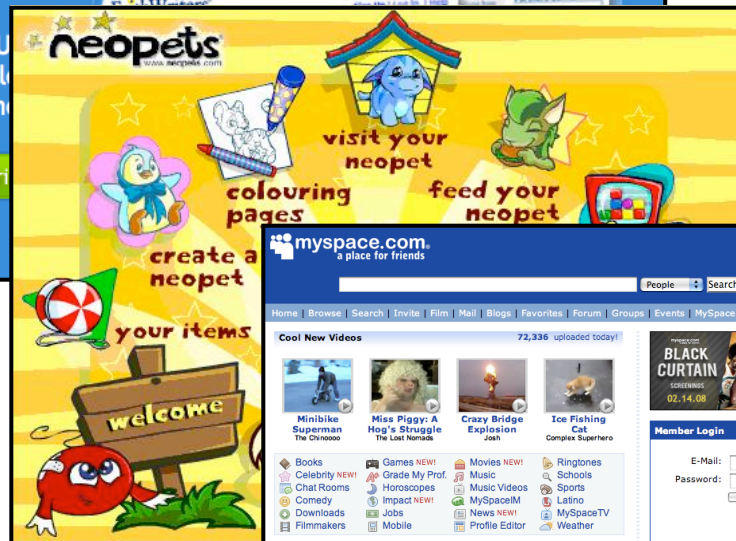 neopets
www.neopets.com
visit your
neopet
colouring
pages
feed your
neopet
create a
neopet
your items
welcome
myspace.com®
a place for friends
People Search
Home | Browse | Search | Invite | Film | Mail | Blogs | Favorites | Forum | Groups | Events | MySpace
Cool New Videos 72,336 uploaded today!
Minibike Superman
The Chinoooo
Miss Piggy: A Hog's Struggle
The Lost Nomads
Crazy Bridge Explosion
Josh
Ice Fishing Cat
Complex Superhero
Books Games NEW! Movies NEW! Ringtones
Celebrity NEW! Grade My Prof. Music Schools
Chat Rooms Horoscopes Music Videos Sports
Comedy Impact NEW! MySpaceIM Latino
Downloads Jobs News NEW! MySpaceTV
Filmmakers Mobile Profile Editor Weather
myspace.com
BLACK
CURTAIN
SCREENINGS
02.14.08
Member Login
E-Mail:
Password: